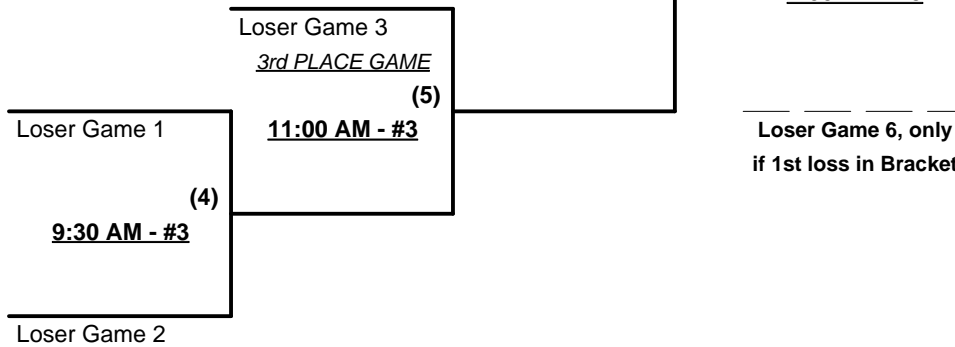 Loser Game 3
3rd PLACE GAME
(5)
11:00 AM - #3
Loser Game 1
(4)
9:30 AM - #3
Loser Game 2
Loser Game 6, only
if 1st loss in Bracket